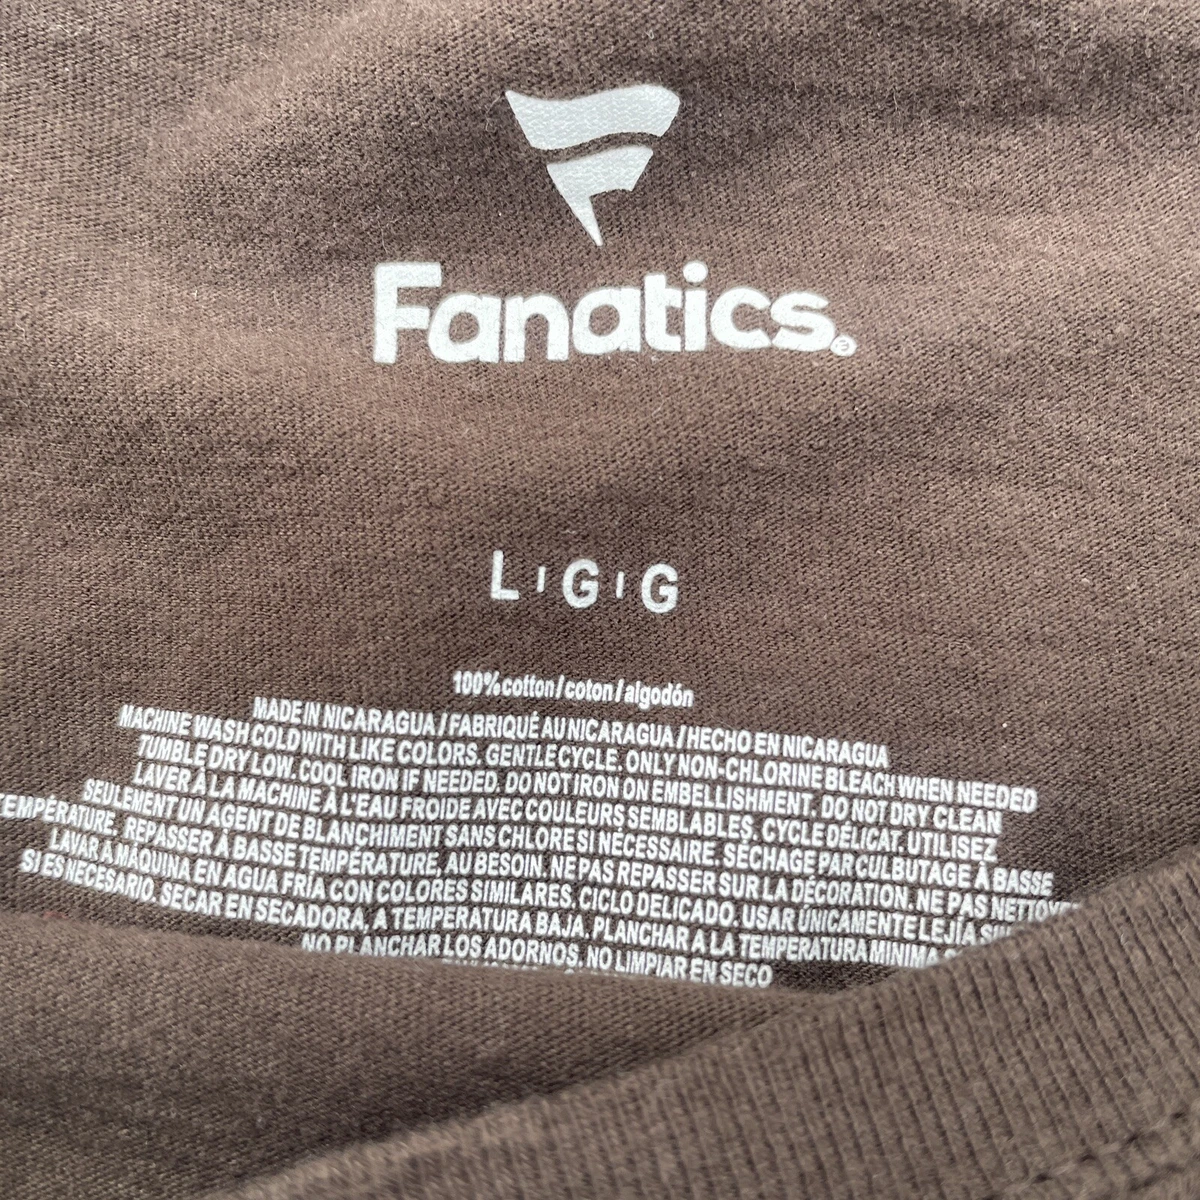 Fanatics®
L | G | G
100% cotton / coton / algodón
MADE IN NICARAGUA / FABRIQUÉ AU NICARAGUA / HECHO EN NICARAGUA
MACHINE WASH COLD WITH LIKE COLORS. GENTLE CYCLE. ONLY NON-CHLORINE BLEACH WHEN NEEDED
TUMBLE DRY LOW. COOL IRON IF NEEDED. DO NOT IRON ON EMBELLISHMENT. DO NOT DRY CLEAN
LAVER À LA MACHINE À L'EAU FROIDE AVEC COULEURS SEMBLABLES. CYCLE DÉLICAT. UTILISEZ
SEULEMENT UN AGENT DE BLANCHIMENT SANS CHLORE SI NÉCESSAIRE. SÉCHAGE PAR CULBUTAGE À BASSE
TEMPÉRATURE. REPASSER À BASSE TEMPÉRATURE, AU BESOIN. NE PAS REPASSER SUR LA DÉCORATION. NE PAS NETTOYE
LAVAR A MÁQUINA EN AGUA FRÍA CON COLORES SIMILARES. CICLO DELICADO. USAR ÚNICAMENTE LEJÍA SIN
SI ES NECESARIO. SECAR EN SECADORA, A TEMPERATURA BAJA. PLANCHAR A LA TEMPERATURA MINIMA
NO PLANCHAR LOS ADORNOS. NO LIMPIAR EN SECO